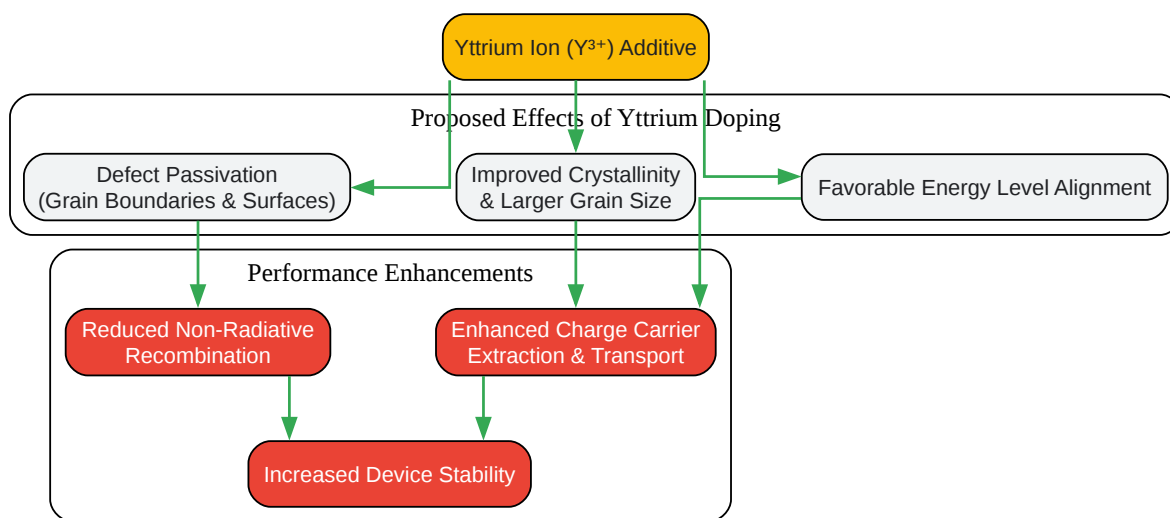 Yttrium Ion (Y³⁺) Additive
Proposed Effects of Yttrium Doping
Defect Passivation
(Grain Boundaries & Surfaces)
Improved Crystallinity
& Larger Grain Size
Favorable Energy Level Alignment
Performance Enhancements
Reduced Non-Radiative
Recombination
Enhanced Charge Carrier
Extraction & Transport
Increased Device Stability